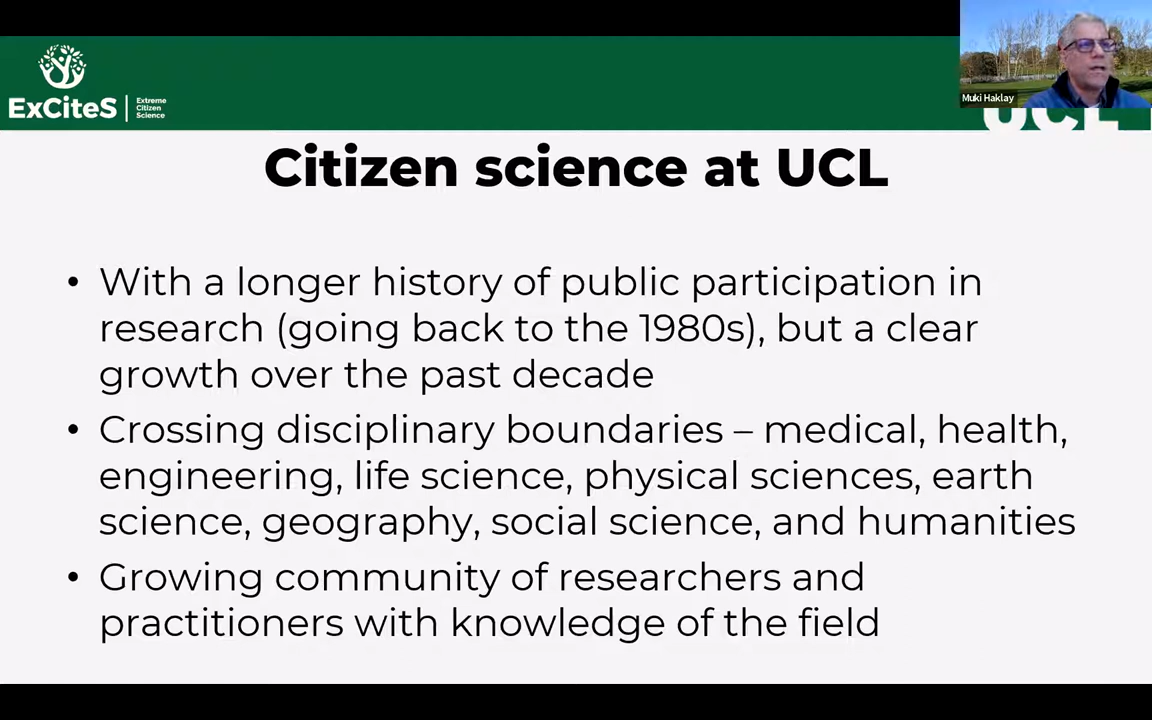 ExCiteS
Extreme
Citizen
Science
Muki Haklay
UCL
Citizen science at UCL
• With a longer history of public participation in
research (going back to the 1980s), but a clear
growth over the past decade
• Crossing disciplinary boundaries – medical, health,
engineering, life science, physical sciences, earth
science, geography, social science, and humanities
• Growing community of researchers and
practitioners with knowledge of the field